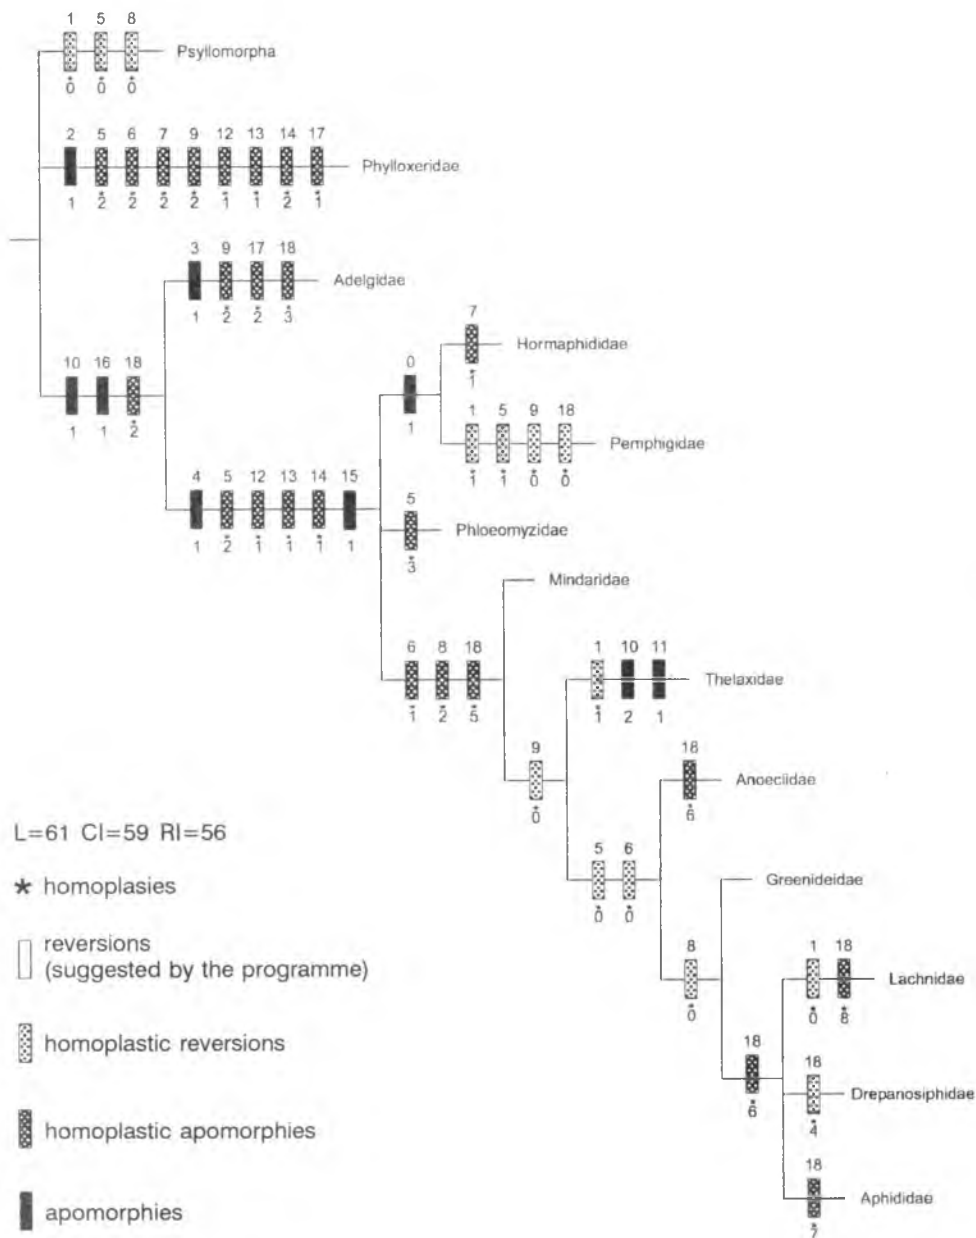 1 5 8
Psyllomorpha
* * *
0 0 0
2 5 6 7 9 12 13 14 17
Phylloxeridae
* * * * * * * *
1 2 2 2 2 1 1 2 1
3 9 17 18
Adelgidae
* * *
1 2 2 3
7
Hormaphididae
*
1
10 16 18
*
1 1 2
0
1
1 5 9 18
Pemphigidae
* * * *
1 1 0 0
4 5 12 13 14 15
* * * *
1 2 1 1 1 1
5
Phloeomyzidae
*
3
Mindaridae
6 8 18
* * *
1 2 5
1 10 11
Thelaxidae
*
1 2 1
9
*
0
18
Anoeciidae
*
6
5 6
* *
0 0
Greenideidae
8
*
0
1 18
Lachnidae
* *
0 8
18
*
6
18
Drepanosiphidae
*
4
18
Aphididae
*
7
L=61 CI=59 RI=56
* homoplasies
reversions
(suggested by the programme)
homoplastic reversions
homoplastic apomorphies
apomorphies